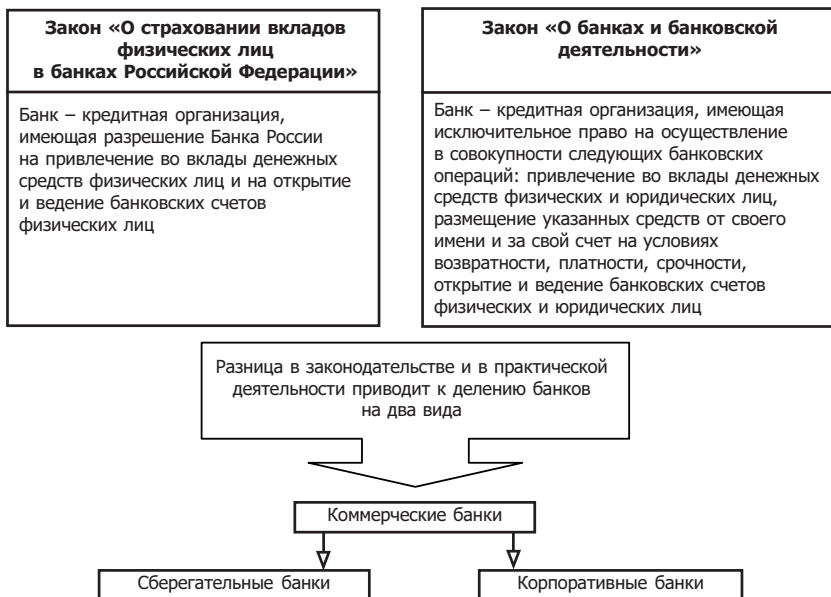 Закон «О страховании вкладов
физических лиц
в банках Российской Федерации»
Банк – кредитная организация,
имеющая разрешение Банка России
на привлечение во вклады денежных
средств физических лиц и на открытие
и ведение банковских счетов
физических лиц
Закон «О банках и банковской
деятельности»
Банк – кредитная организация, имеющая
исключительное право на осуществление
в совокупности следующих банковских
операций: привлечение во вклады денежных
средств физических и юридических лиц,
размещение указанных средств от своего
имени и за свой счет на условиях
возвратности, платности, срочности,
открытие и ведение банковских счетов
физических и юридических лиц
Разница в законодательстве и в практической
деятельности приводит к делению банков
на два вида
Коммерческие банки
Сберегательные банки
Корпоративные банки